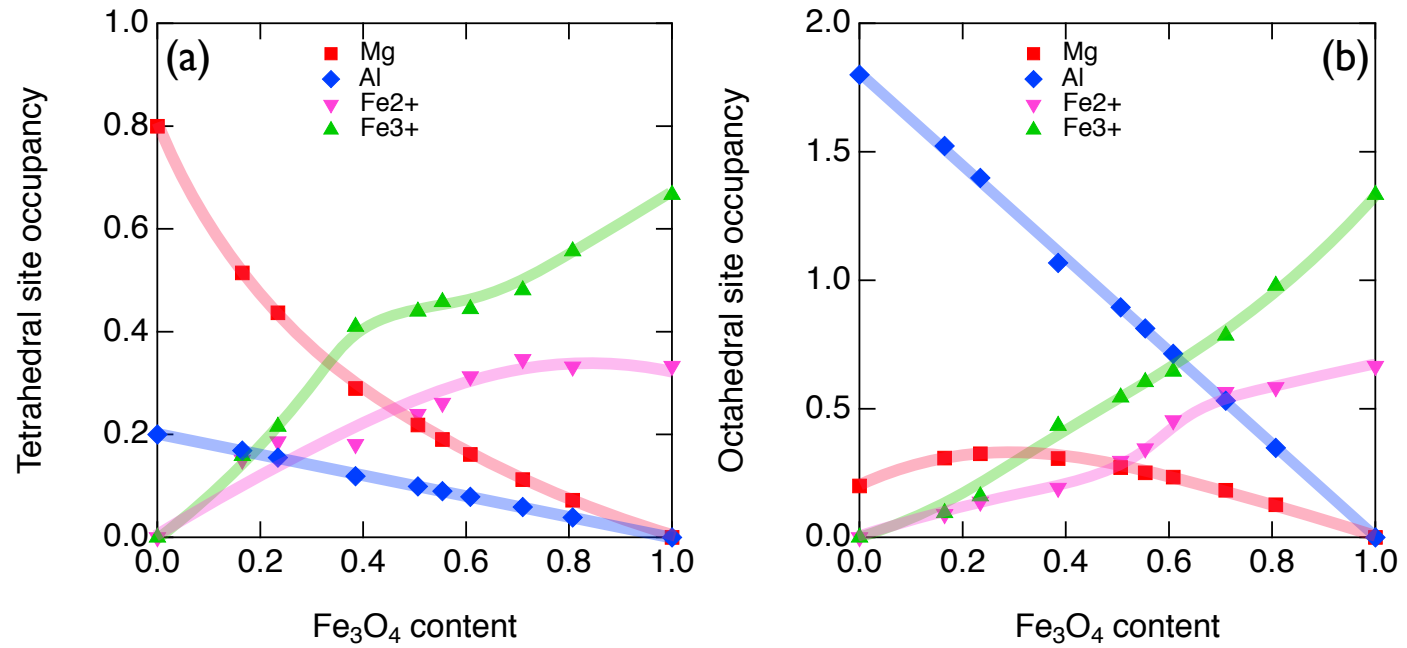 (a)
Mg
Al
Fe2+
Fe3+
1.0
0.8
0.6
0.4
0.2
0.0
Tetrahedral site occupancy
0.0 0.2 0.4 0.6 0.8 1.0
Fe₃O₄ content
(b)
Mg
Al
Fe2+
Fe3+
2.0
1.5
1.0
0.5
0.0
Octahedral site occupancy
0.0 0.2 0.4 0.6 0.8 1.0
Fe₃O₄ content